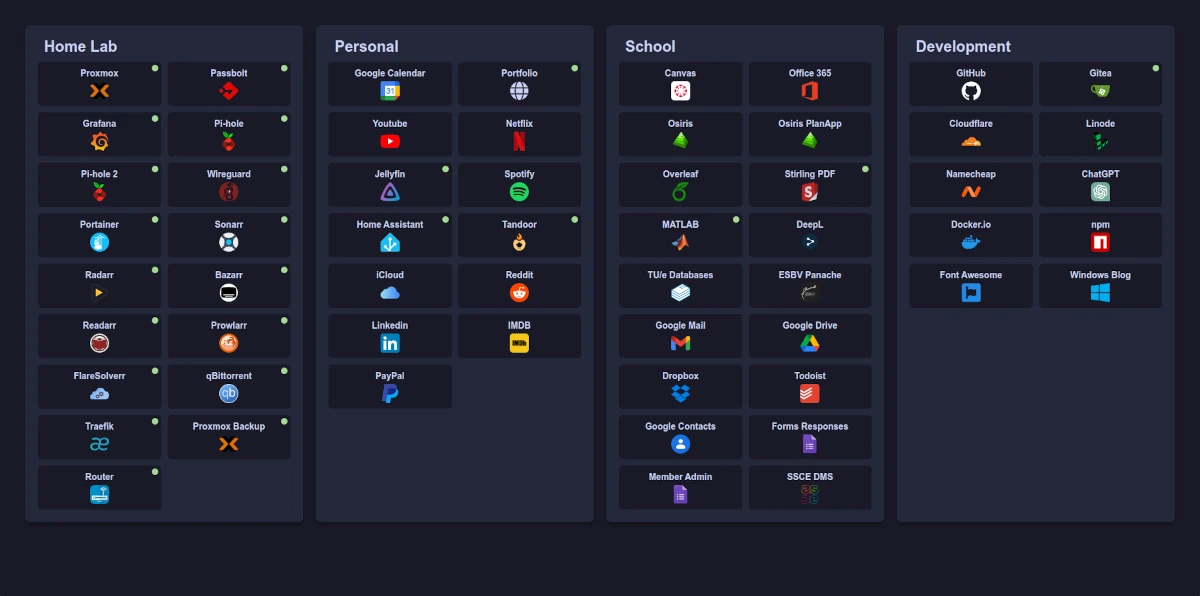 Home Lab
Personal
School
Development
Proxmox
Passbolt
Grafana
Pi-hole
Pi-hole 2
Wireguard
Portainer
Sonarr
Radarr
Bazarr
Readarr
Prowlarr
FlareSolverr
qBittorrent
qb
Traefik
Proxmox Backup
Router
Google Calendar
31
Portfolio
Youtube
Netflix
Jellyfin
Spotify
Home Assistant
Tandoor
iCloud
Reddit
Linkedin
in
IMDB
IMDb
PayPal
Canvas
Office 365
Osiris
Osiris PlanApp
Overleaf
Stirling PDF
S
MATLAB
DeepL
TU/e Databases
ESBV Panache
Google Mail
Google Drive
Dropbox
Todoist
Google Contacts
Forms Responses
Member Admin
SSCE DMS
GitHub
Gitea
Cloudflare
Linode
Namecheap
ChatGPT
Docker.io
npm
Font Awesome
Windows Blog